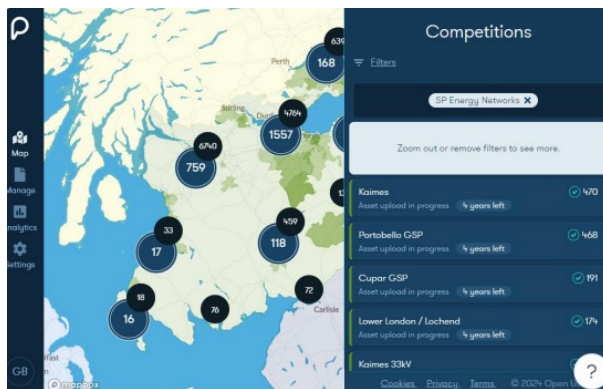 Map
Manage
Analytics
Settings
GB
639
168
Perth
Stirling
4764
1557
6740
759
33
17
459
118
18
16
76
72
Carlisle
mapbox
Competitions
Filters
SP Energy Networks ✕
Zoom out or remove filters to see more.
Kaimes 470
Asset upload in progress 4 years left
Portobello GSP 468
Asset upload in progress 4 years left
Cupar GSP 191
Asset upload in progress 4 years left
Lower London / Lochend 174
Asset upload in progress 4 years left
Kaimes 33kV
Cookies Privacy Terms © 2024 Open
?